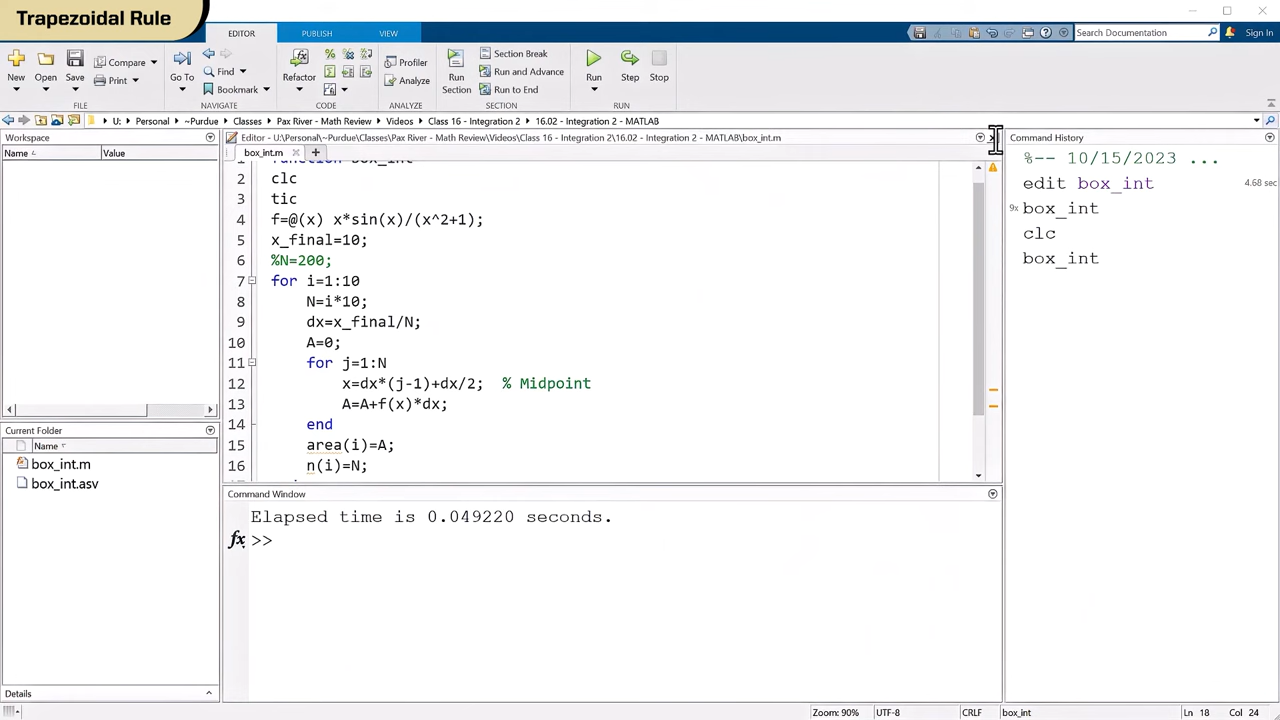 Trapezoidal Rule
EDITOR PUBLISH VIEW
Search Documentation Sign In
New Open Save Compare Print
Go To Find Bookmark
Refactor
Profiler Analyze
Run Section Section Break Run and Advance Run to End
Run Step Stop
FILE NAVIGATE CODE ANALYZE SECTION RUN
U: Personal ~Purdue Classes Pax River - Math Review Videos Class 16 - Integration 2 16.02 - Integration 2 - MATLAB
Workspace
Name Value
Editor - U:\Personal\~Purdue\Classes\Pax River - Math Review\Videos\Class 16 - Integration 2\16.02 - Integration 2 - MATLAB\box_int.m
box_int.m
1 function box_int
2 clc
3 tic
4 f=@(x) x*sin(x)/(x^2+1);
5 x_final=10;
6 %N=200;
7 for i=1:10
8 N=i*10;
9 dx=x_final/N;
10 A=0;
11 for j=1:N
12 x=dx*(j-1)+dx/2; % Midpoint
13 A=A+f(x)*dx;
14 end
15 area(i)=A;
16 n(i)=N;
Command History
%-- 10/15/2023 ...
edit box_int 4.68 sec
9x box_int
clc
box_int
Current Folder
Name
box_int.m
box_int.asv
Details
Command Window
Elapsed time is 0.049220 seconds.
fx >>
Zoom: 90% UTF-8 CRLF box_int Ln 18 Col 24